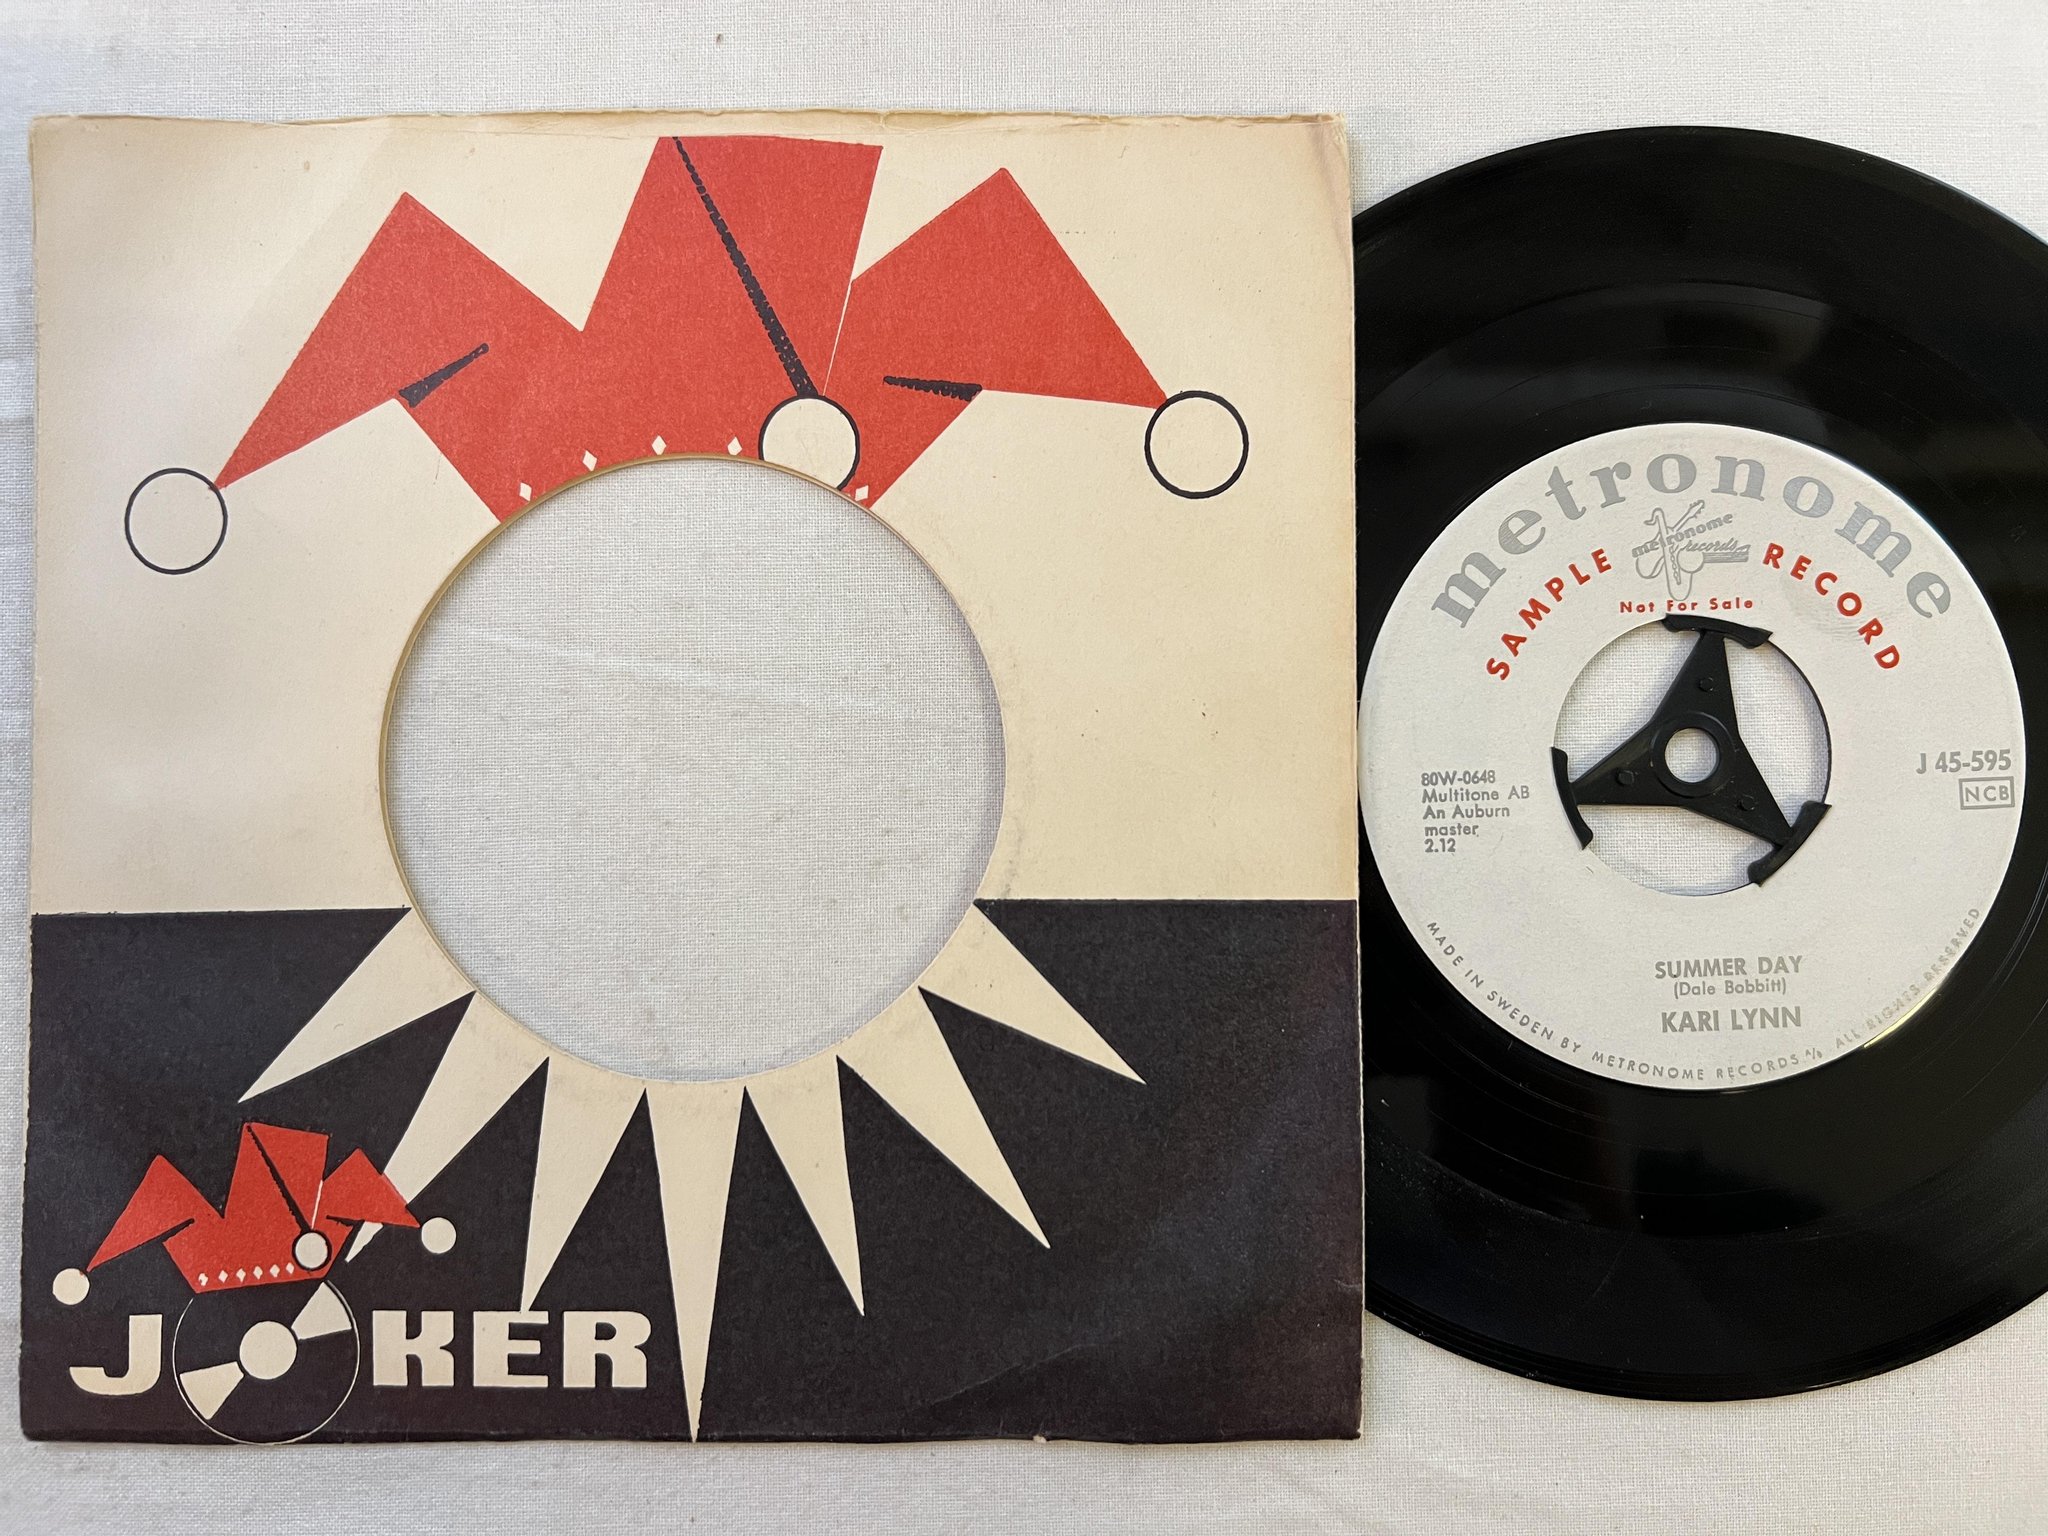 JOKER
metronome
metronome
records
SAMPLE RECORD
Not For Sale
J 45-595
NCB
80W-0648
Multitone AB
An Auburn
master
2.12
SUMMER DAY
(Dale Bobbitt)
KARI LYNN
MADE IN SWEDEN BY METRONOME RECORDS A/B ALL RIGHTS RESERVED